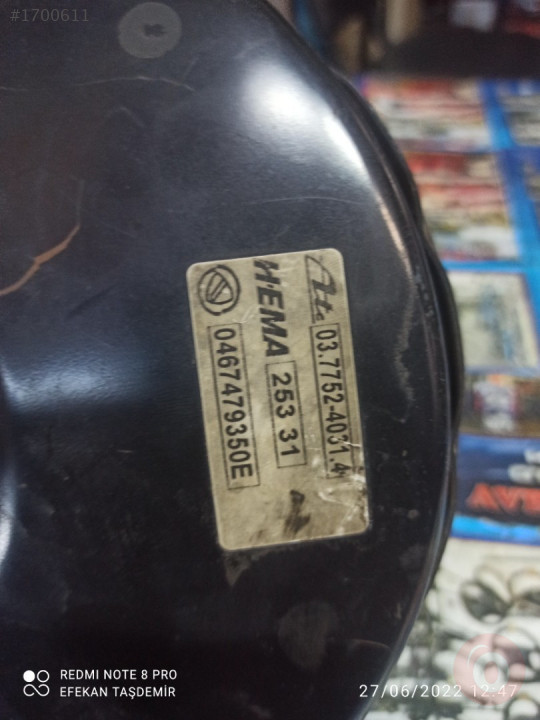 #1700611
Ate 03.7752-4031.4
HEMA 253 31
0467479350E
REDMI NOTE 8 PRO
EFEKAN TAŞDEMİR
27/06/2022 12:47